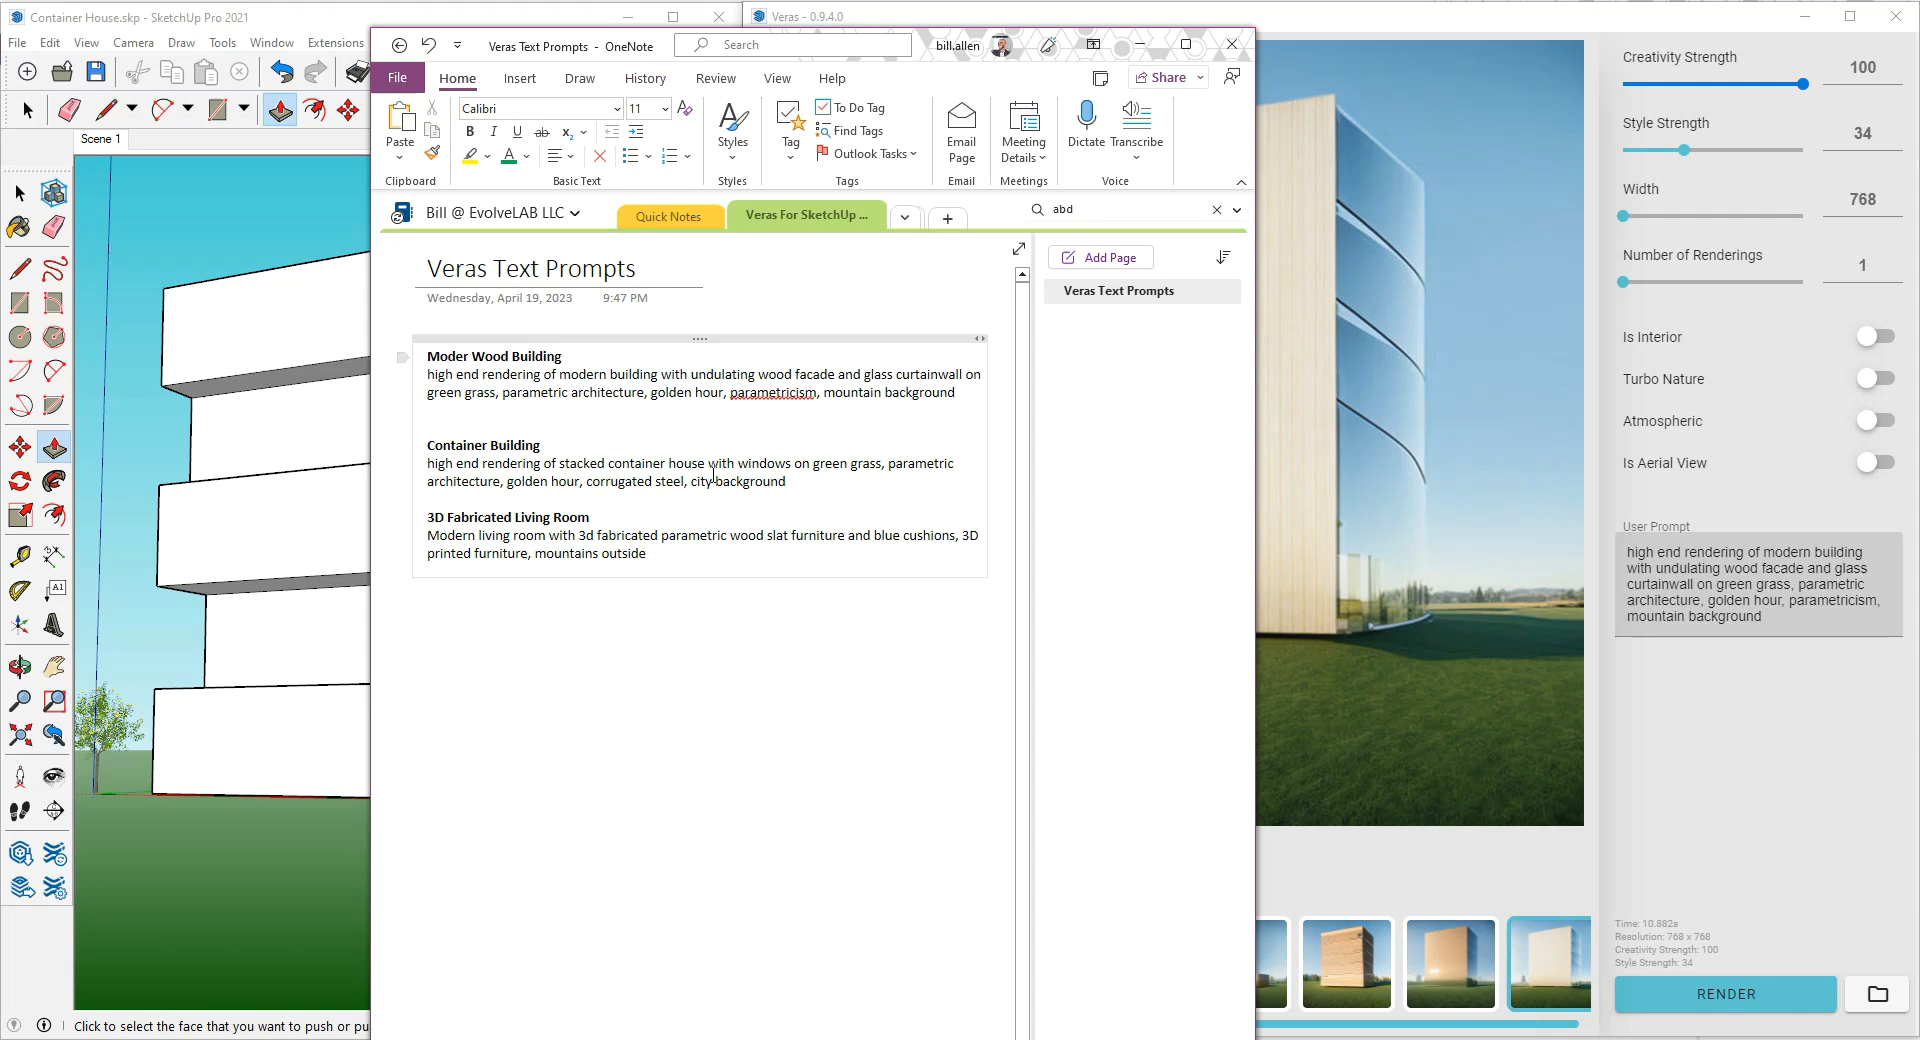 Container House.skp - SketchUp Pro 2021
File Edit View Camera Draw Tools Window Extensions
Scene 1
A1
Click to select the face that you want to push or pu
Veras Text Prompts - OneNote
Search
bill.allen
File Home Insert Draw History Review View Help
Share
Paste
Clipboard
Calibri 11
B I U ab x₂
A
Basic Text
Styles
Styles
Tag
To Do Tag
Find Tags
Outlook Tasks
Tags
Email Page
Email
Meeting Details
Meetings
Dictate Transcribe
Voice
Bill @ EvolveLAB LLC
Quick Notes
Veras For SketchUp ...
abd
Veras Text Prompts
Wednesday, April 19, 2023 9:47 PM
Add Page
Veras Text Prompts
Moder Wood Building
high end rendering of modern building with undulating wood facade and glass curtainwall on
green grass, parametric architecture, golden hour, parametricism, mountain background
Container Building
high end rendering of stacked container house with windows on green grass, parametric
architecture, golden hour, corrugated steel, city background
3D Fabricated Living Room
Modern living room with 3d fabricated parametric wood slat furniture and blue cushions, 3D
printed furniture, mountains outside
Veras - 0.9.4.0
Creativity Strength 100
Style Strength 34
Width 768
Number of Renderings 1
Is Interior
Turbo Nature
Atmospheric
Is Aerial View
User Prompt
high end rendering of modern building
with undulating wood facade and glass
curtainwall on green grass, parametric
architecture, golden hour, parametricism,
mountain background
Time: 10.882s
Resolution: 768 x 768
Creativity Strength: 100
Style Strength: 34
RENDER